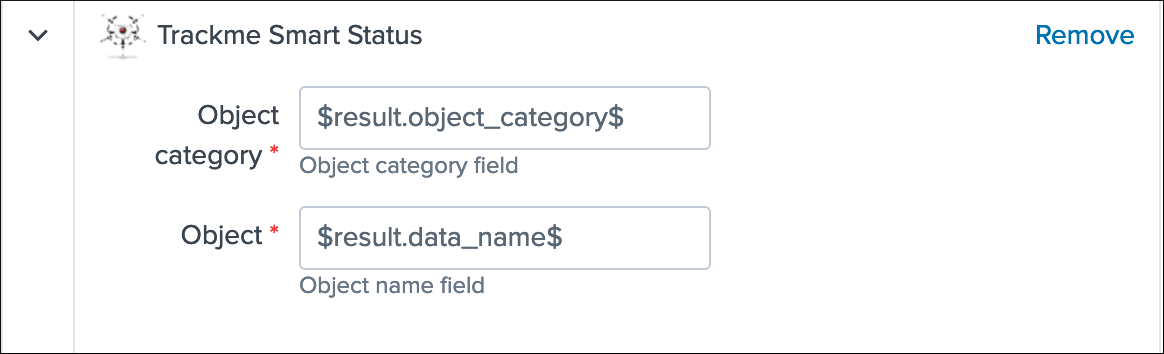 Trackme Smart Status
Remove
Object
category *
$result.object_category$
Object category field
Object *
$result.data_name$
Object name field